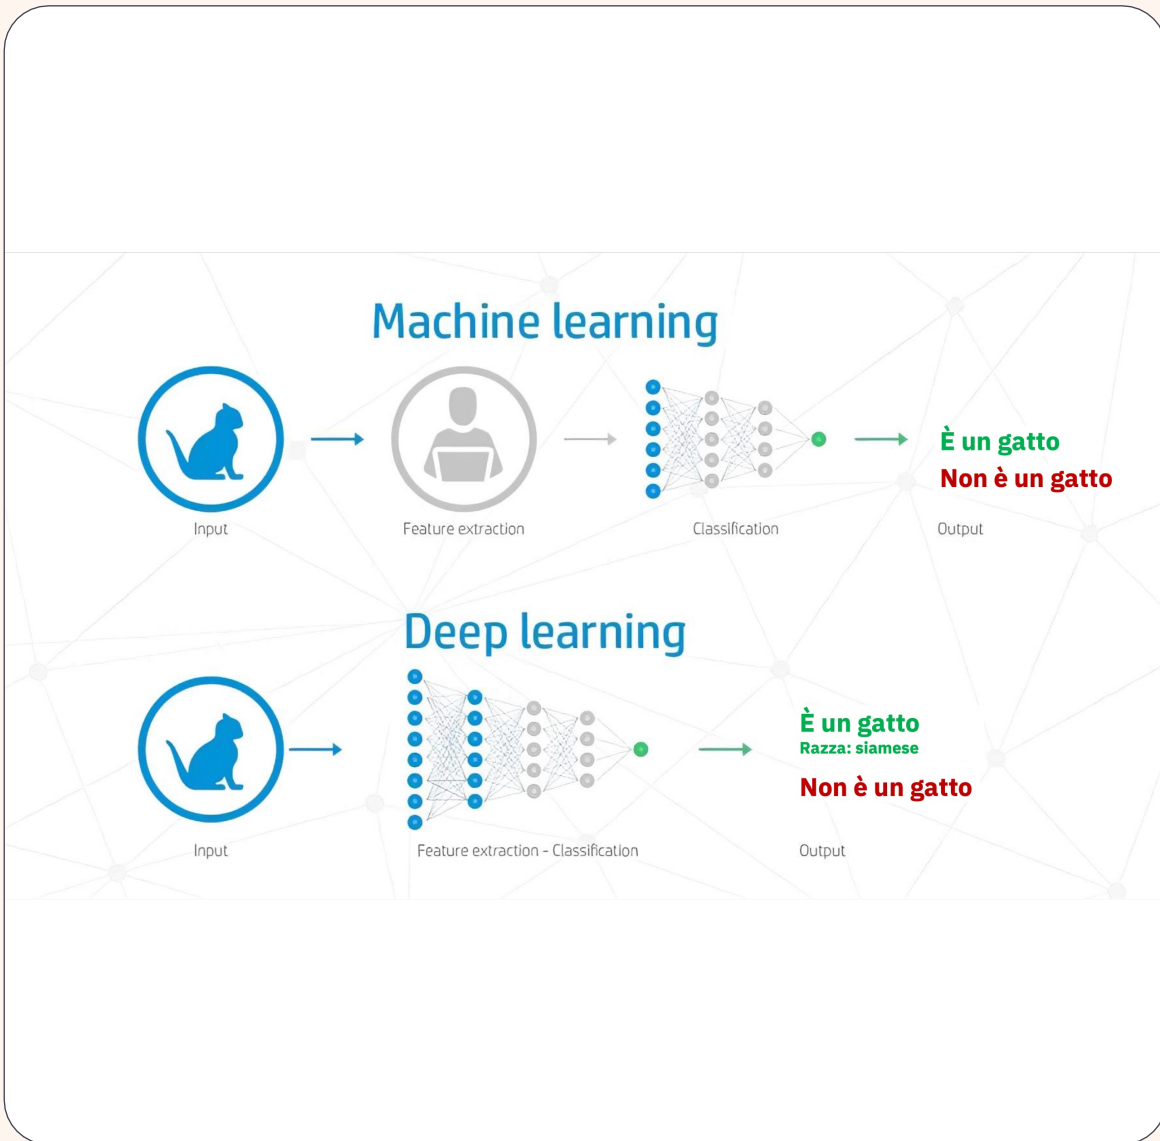 Machine learning
È un gatto
Non è un gatto
Input
Feature extraction
Classification
Output
Deep learning
È un gatto
Razza: siamese
Non è un gatto
Input
Feature extraction - Classification
Output